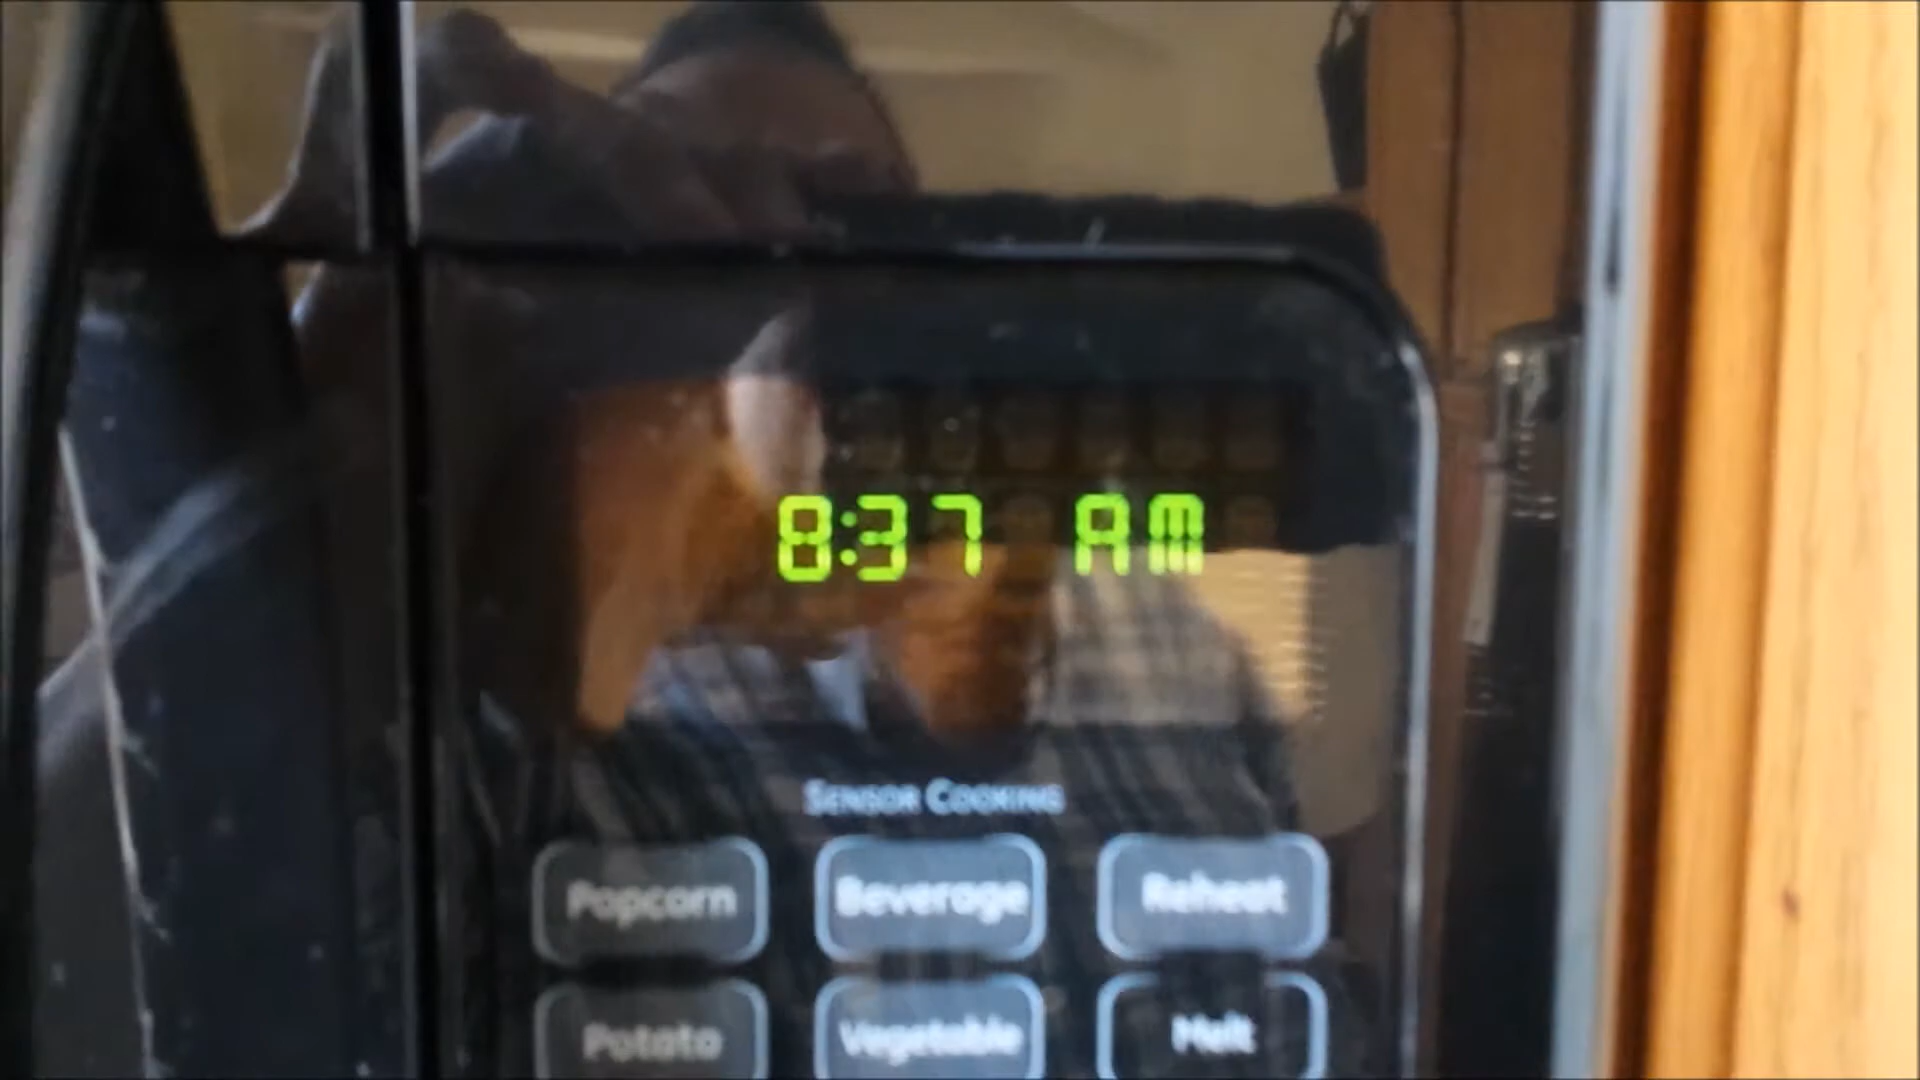 8:37 AM
SENSOR COOKING
Popcorn Beverage Reheat
Potato Vegetable Melt